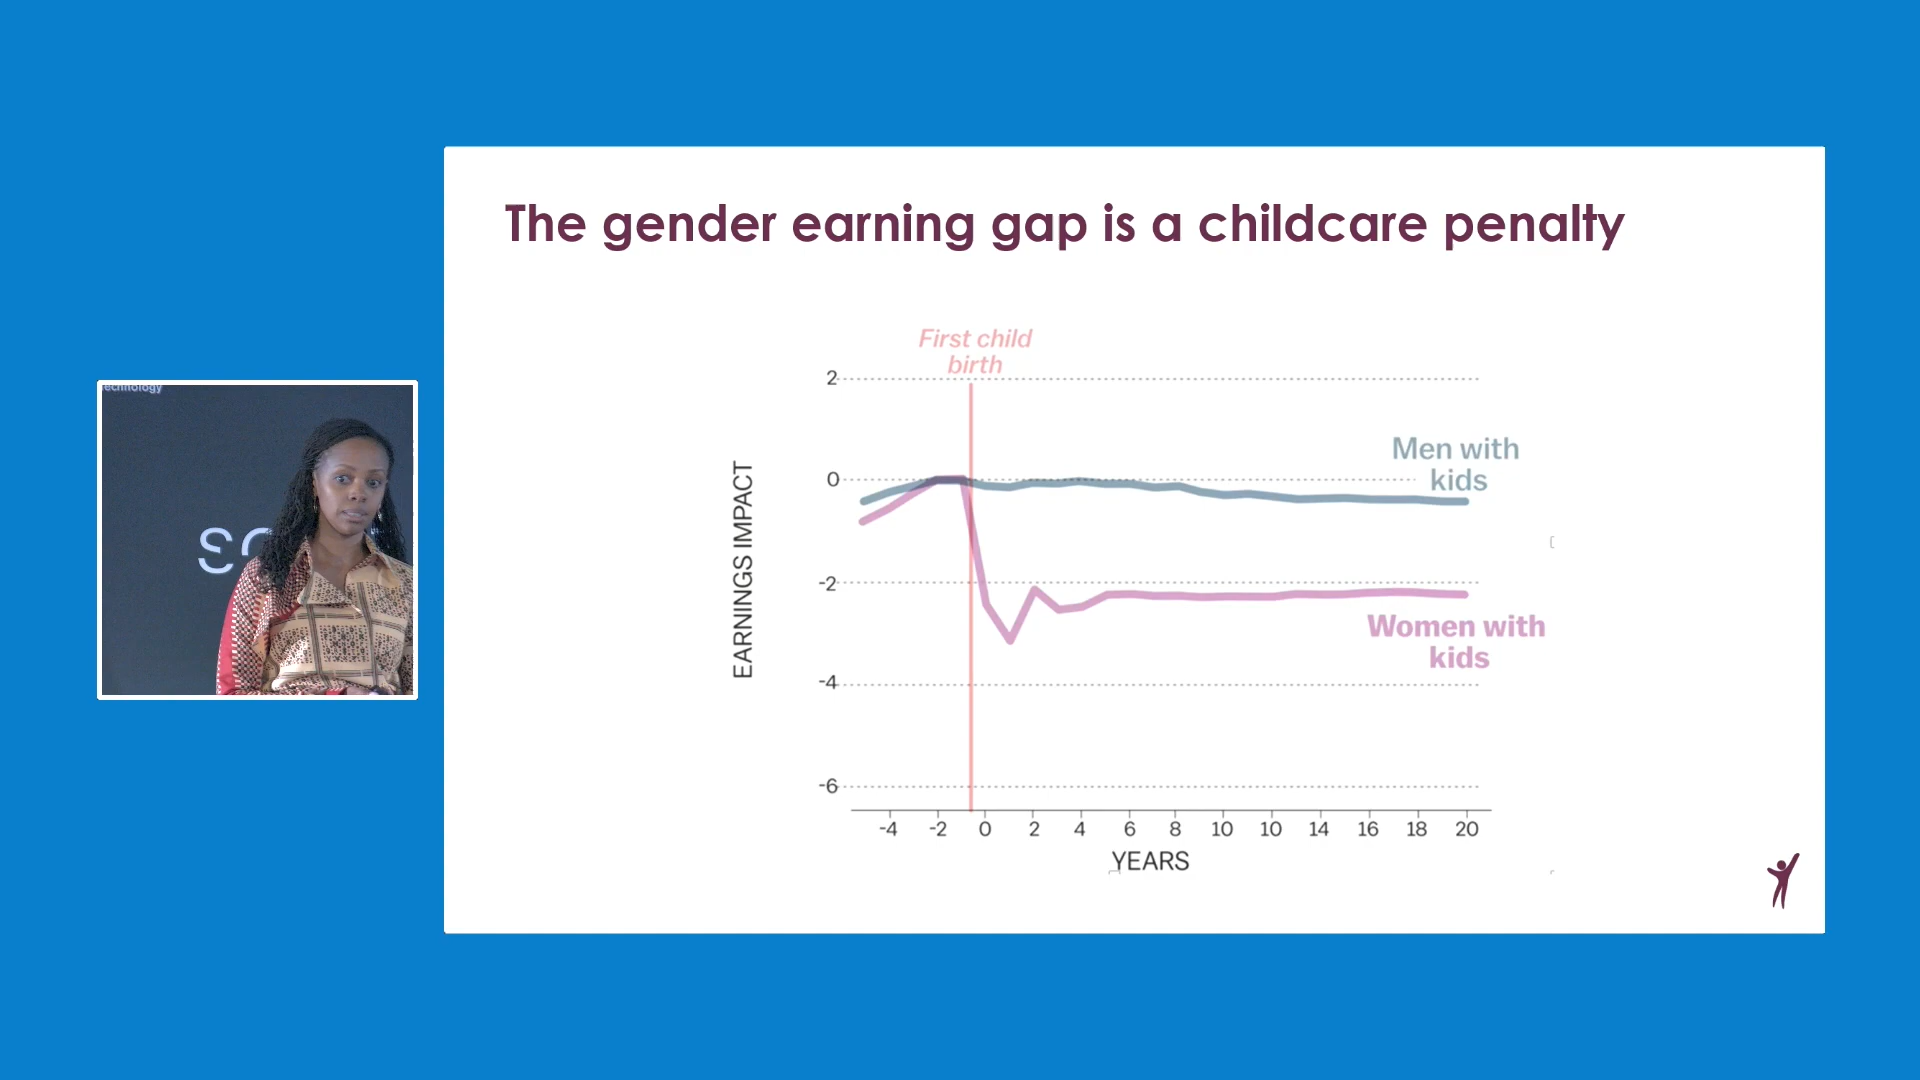 The gender earning gap is a childcare penalty
First child
birth
2
0
-2
-4
-6
EARNINGS IMPACT
Men with
kids
Women with
kids
-4 -2 0 2 4 6 8 10 10 14 16 18 20
YEARS
echnology